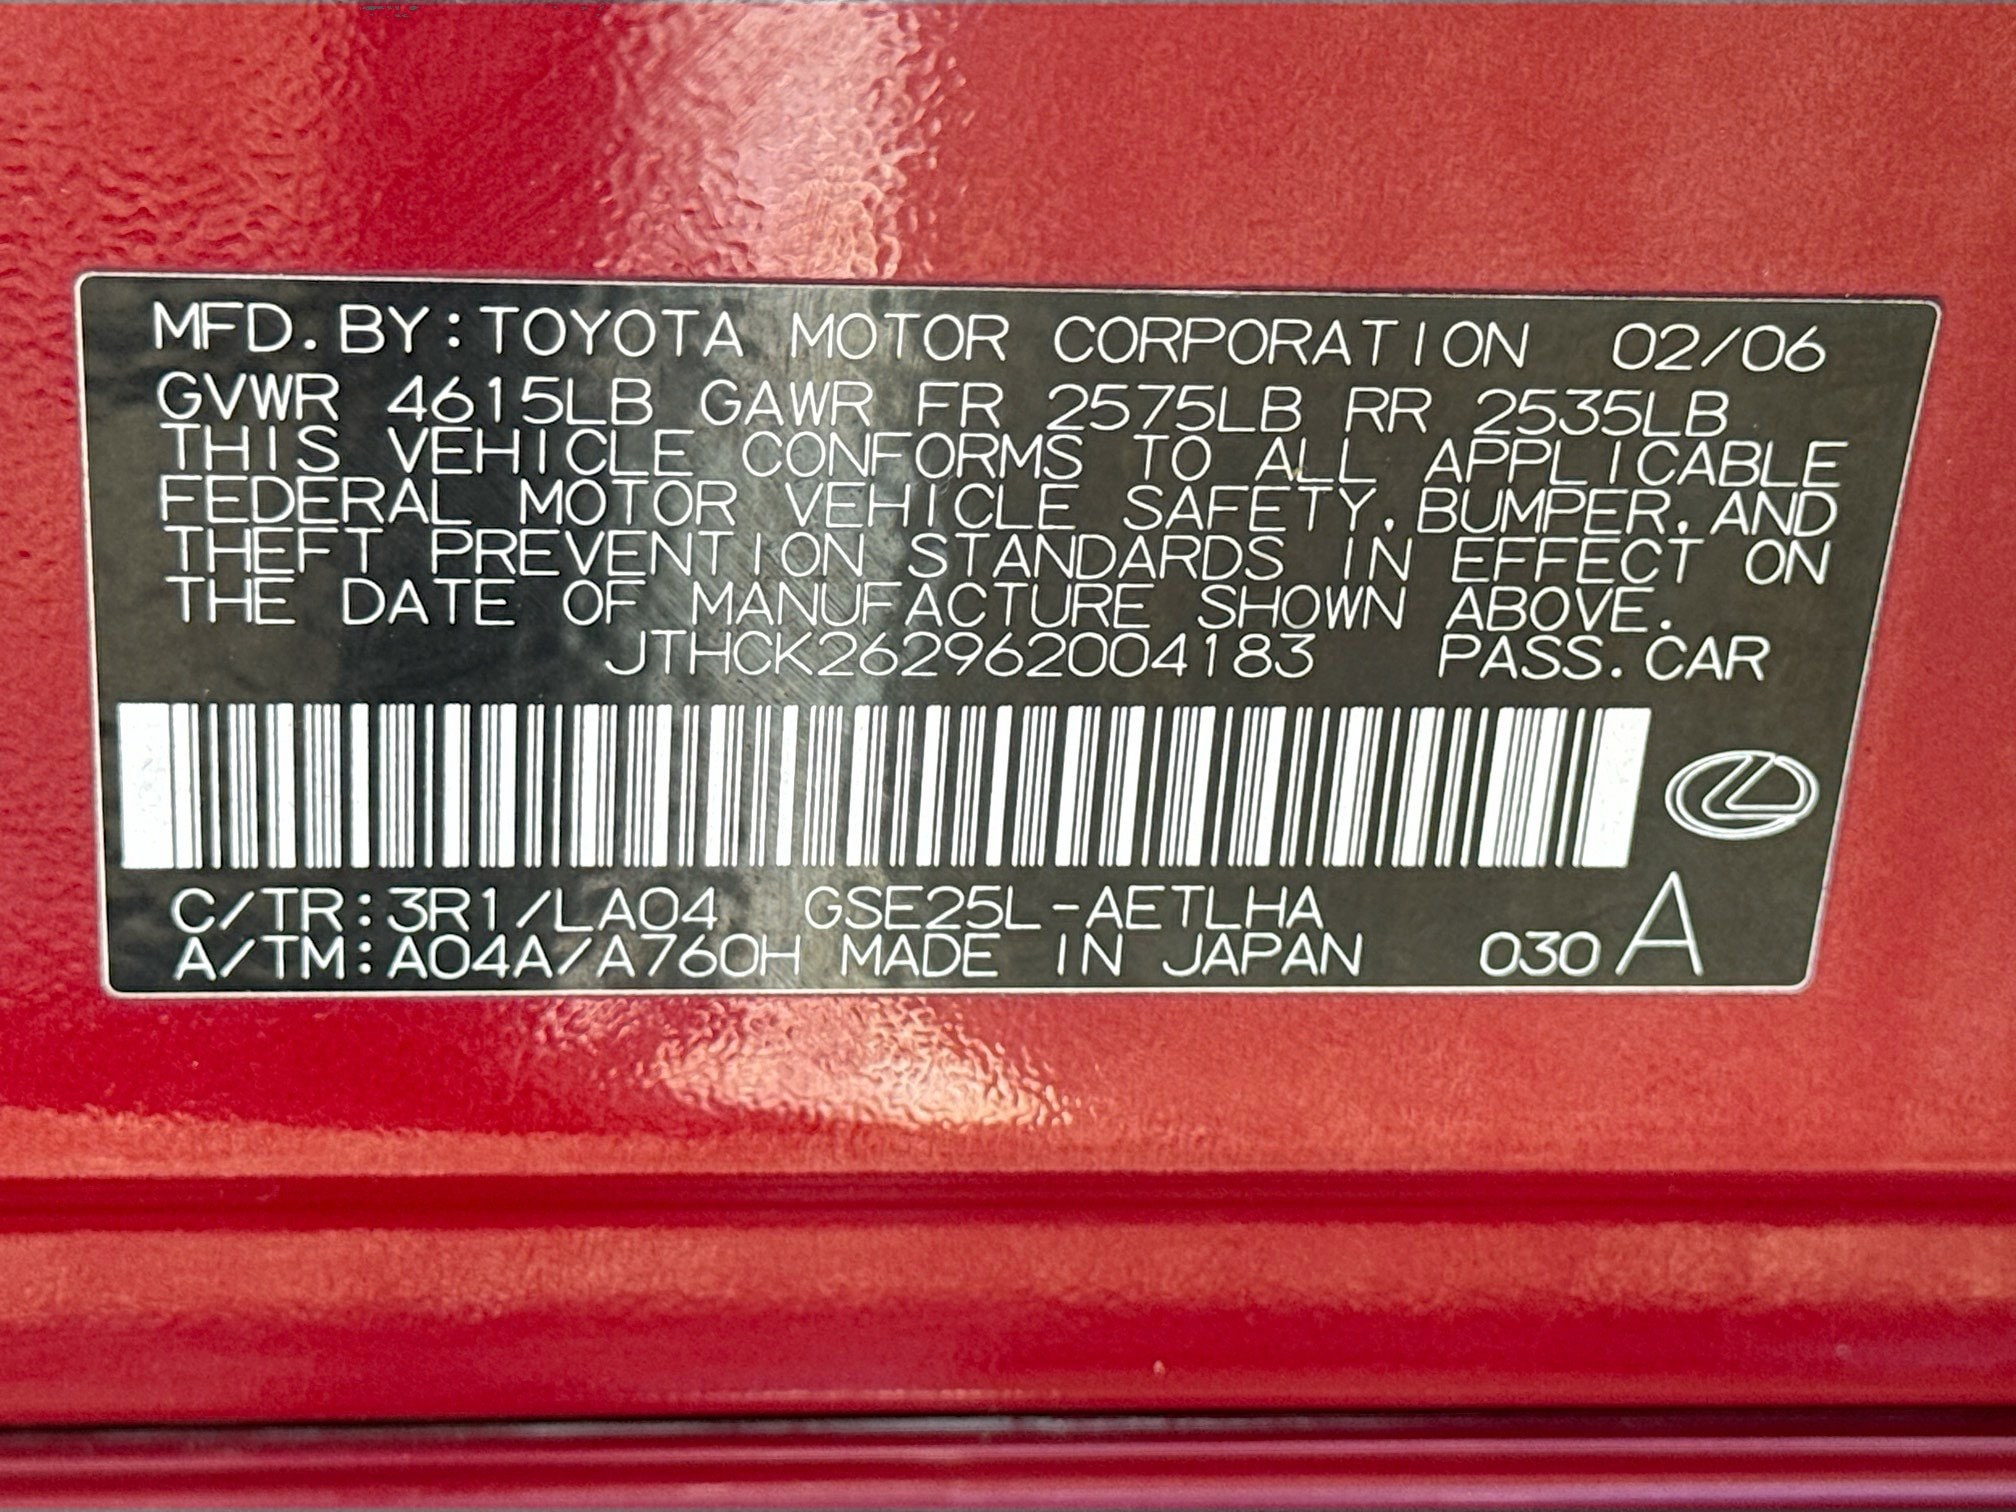 MFD. BY: TOYOTA MOTOR CORPORATION 02/06
GVWR 4615LB GAWR FR 2575LB RR 2535LB
THIS VEHICLE CONFORMS TO ALL APPLICABLE
FEDERAL MOTOR VEHICLE SAFETY, BUMPER, AND
THEFT PREVENTION STANDARDS IN EFFECT ON
THE DATE OF MANUFACTURE SHOWN ABOVE.
JTHCK262962004183 PASS. CAR
C/TR: 3R1/LA04 GSE25L-AETLHA
A/TM: A04A/A760H MADE IN JAPAN 030 A